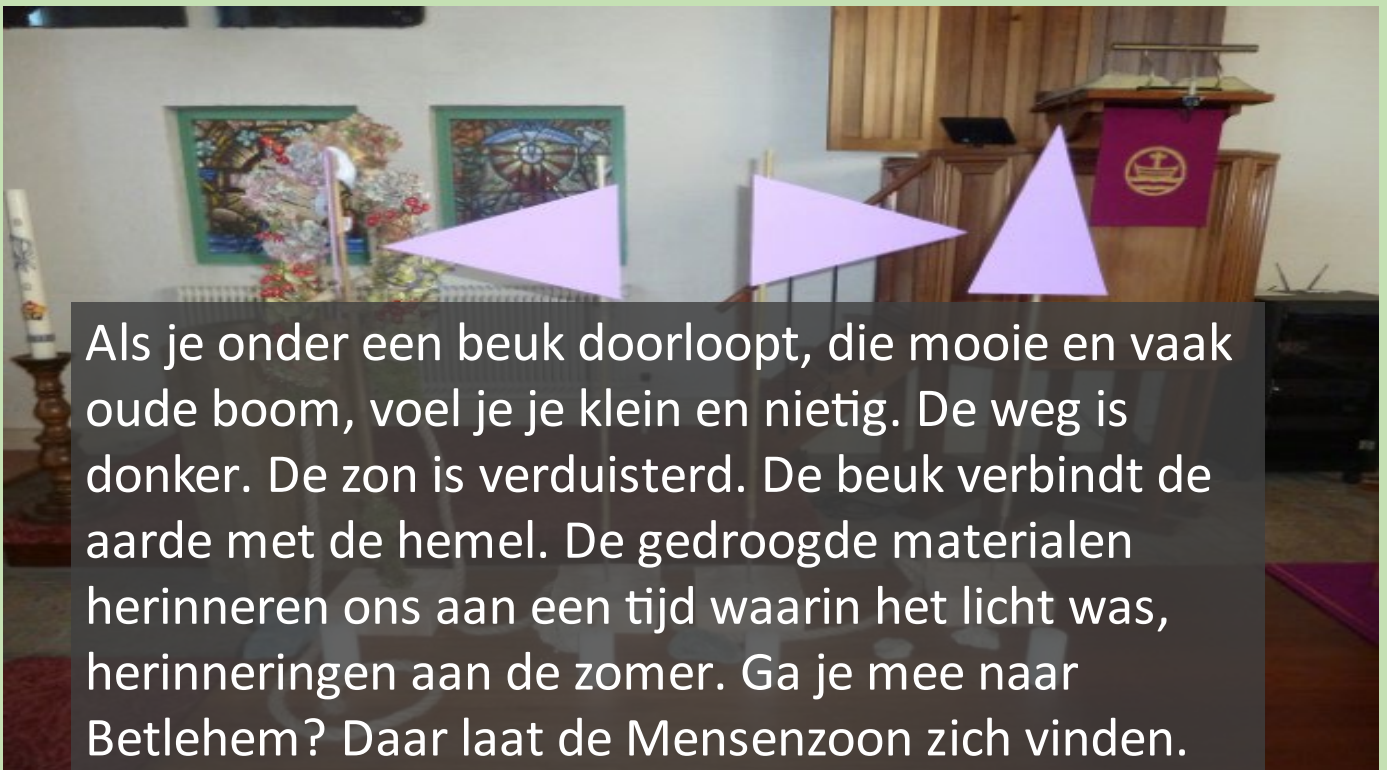 Als je onder een beuk doorloopt, die mooie en vaak
oude boom, voel je je klein en nietig. De weg is
donker. De zon is verduisterd. De beuk verbindt de
aarde met de hemel. De gedroogde materialen
herinneren ons aan een tijd waarin het licht was,
herinneringen aan de zomer. Ga je mee naar
Betlehem? Daar laat de Mensenzoon zich vinden.